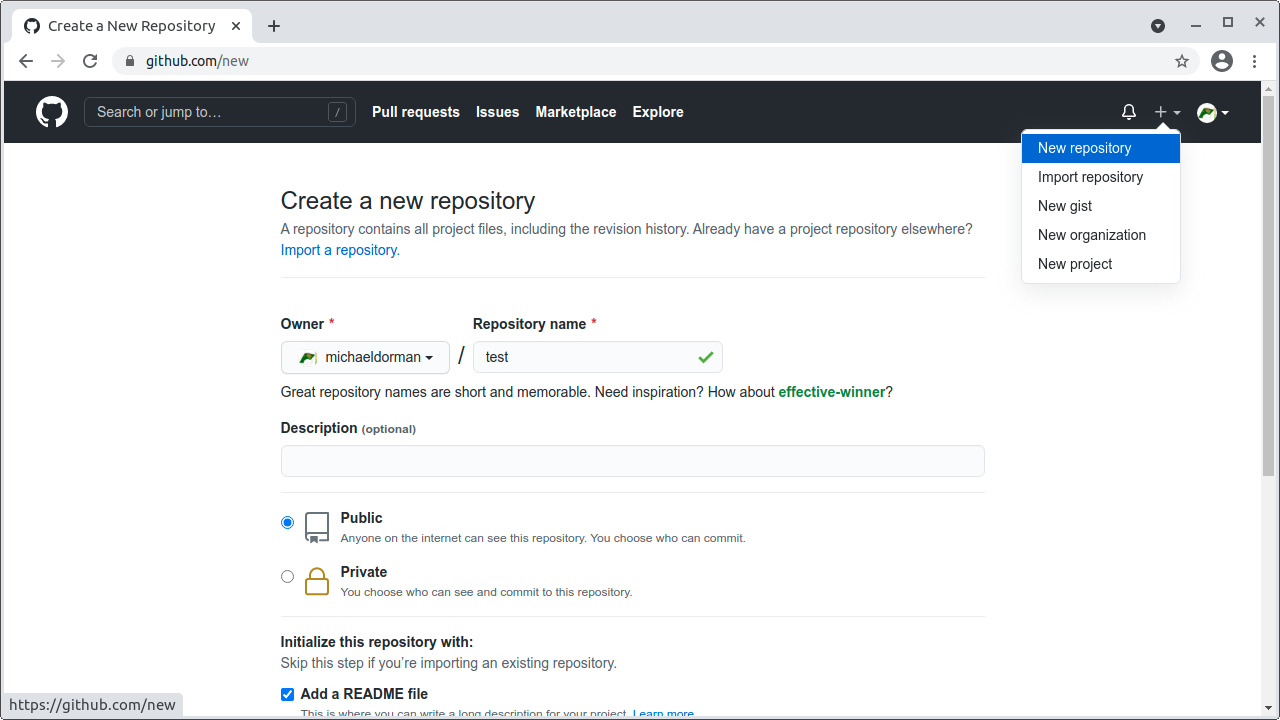 Create a New Repository
github.com/new
Search or jump to… /
Pull requests Issues Marketplace Explore
New repository
Import repository
New gist
New organization
New project
Create a new repository
A repository contains all project files, including the revision history. Already have a project repository elsewhere?
Import a repository.
Owner * Repository name *
michaeldorman / test
Great repository names are short and memorable. Need inspiration? How about effective-winner?
Description (optional)
Public
Anyone on the internet can see this repository. You choose who can commit.
Private
You choose who can see and commit to this repository.
Initialize this repository with:
Skip this step if you’re importing an existing repository.
Add a README file
This is where you can write a long description for your project. Learn more
https://github.com/new